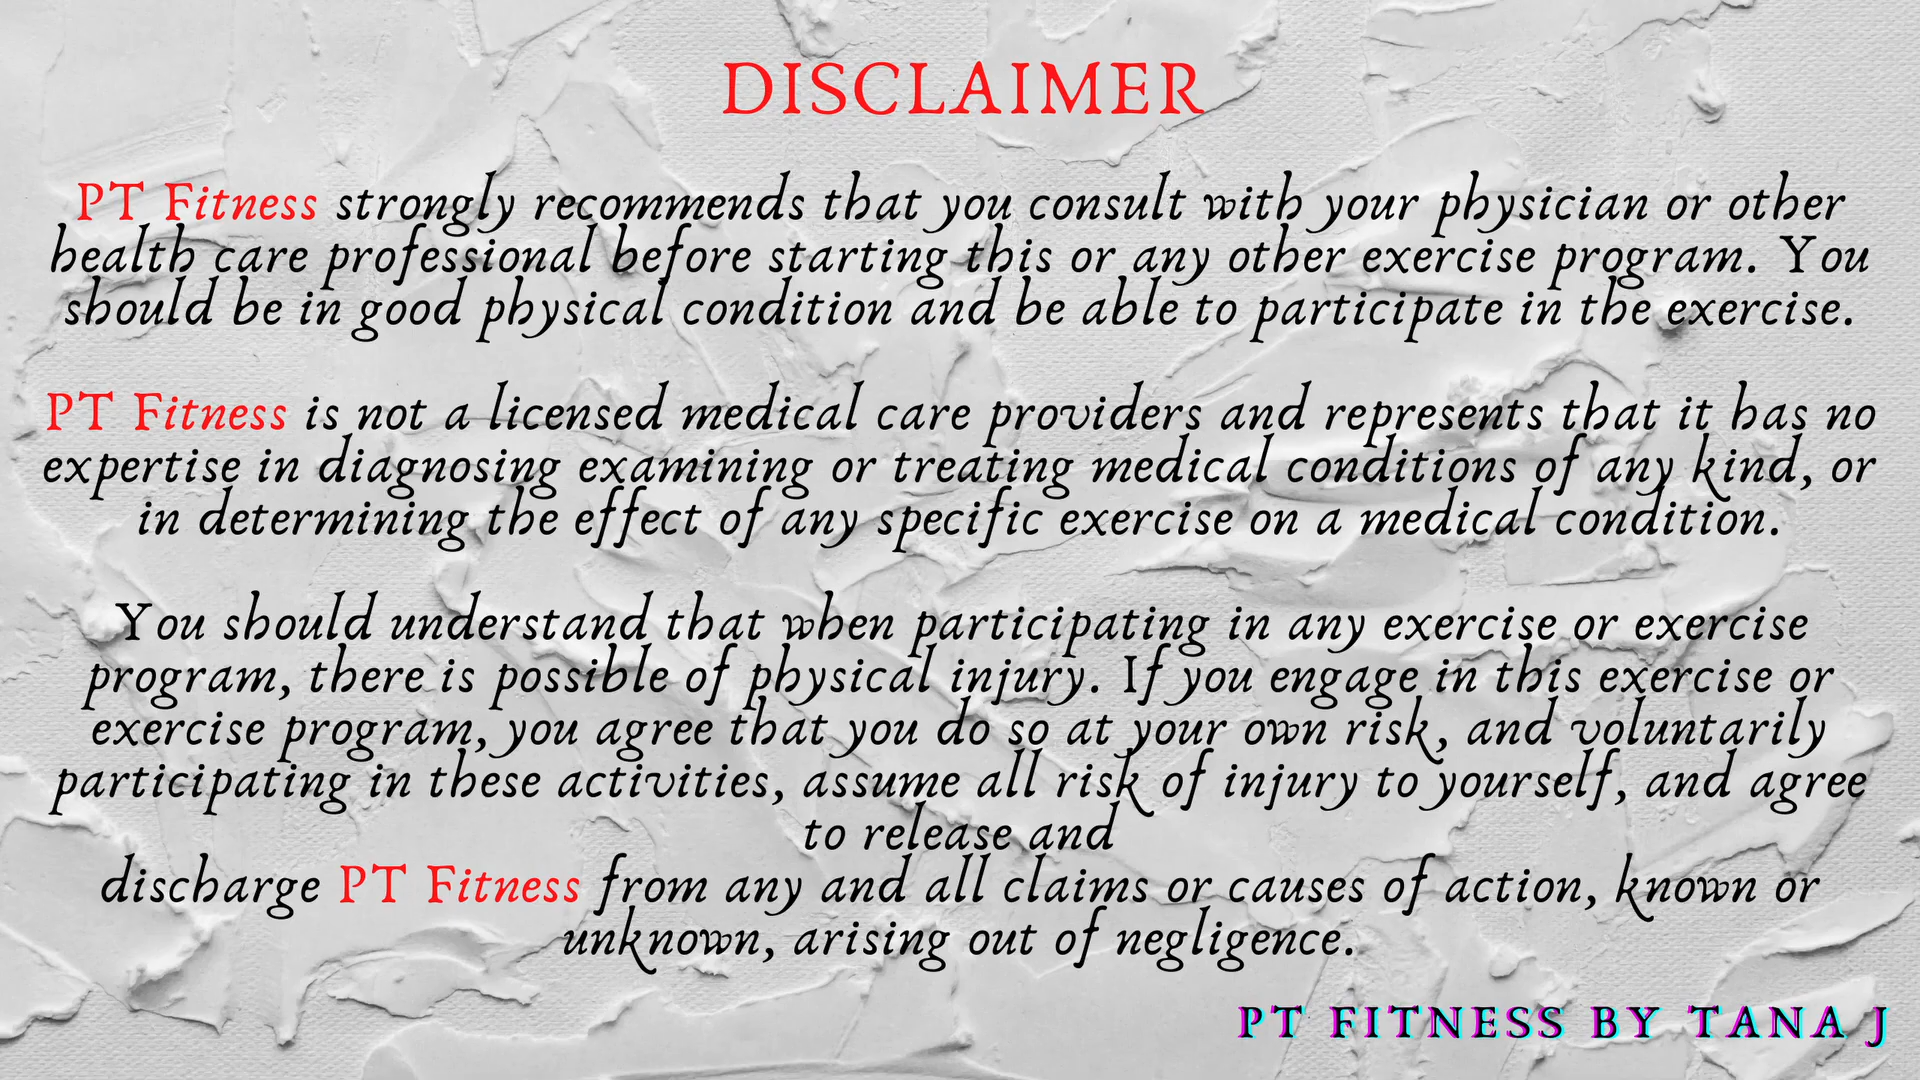 DISCLAIMER
PT Fitness strongly recommends that you consult with your physician or other
health care professional before starting this or any other exercise program. You
should be in good physical condition and be able to participate in the exercise.
PT Fitness is not a licensed medical care providers and represents that it has no
expertise in diagnosing examining or treating medical conditions of any kind, or
in determining the effect of any specific exercise on a medical condition.
You should understand that when participating in any exercise or exercise
program, there is possible of physical injury. If you engage in this exercise or
exercise program, you agree that you do so at your own risk, and voluntarily
participating in these activities, assume all risk of injury to yourself, and agree
to release and
discharge PT Fitness from any and all claims or causes of action, known or
unknown, arising out of negligence.
PT FITNESS BY TANA J